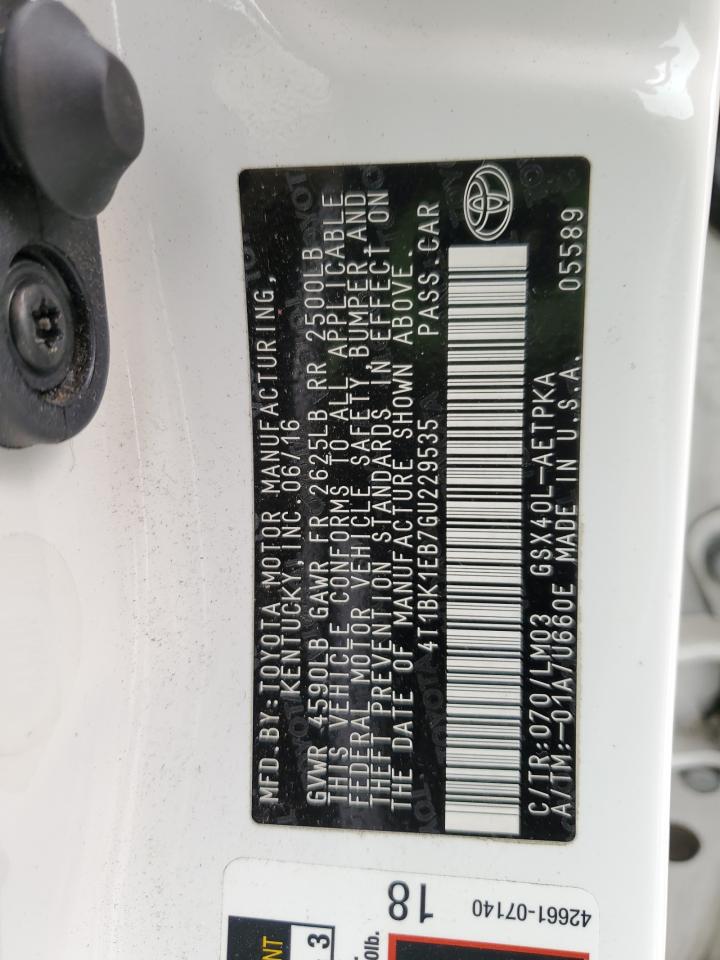 MFD.BY:TOYOTA MOTOR MANUFACTURING,
KENTUCKY,INC.06/16
GVWR 4590LB GAWR FR 2625LB RR 2500LB
THIS VEHICLE CONFORMS TO ALL APPLICABLE
FEDERAL MOTOR VEHICLE SAFETY,BUMPER,AND
THEFT PREVENTION STANDARDS IN EFFECT ON
THE DATE OF MANUFACTURE SHOWN ABOVE.
4T1BK1EB7GU229535 PASS.CAR
C/TR:070/LM03 GSX40L-AETPKA
A/TM:-01A/U660E MADE IN U.S.A. 05589
18
42661-07140